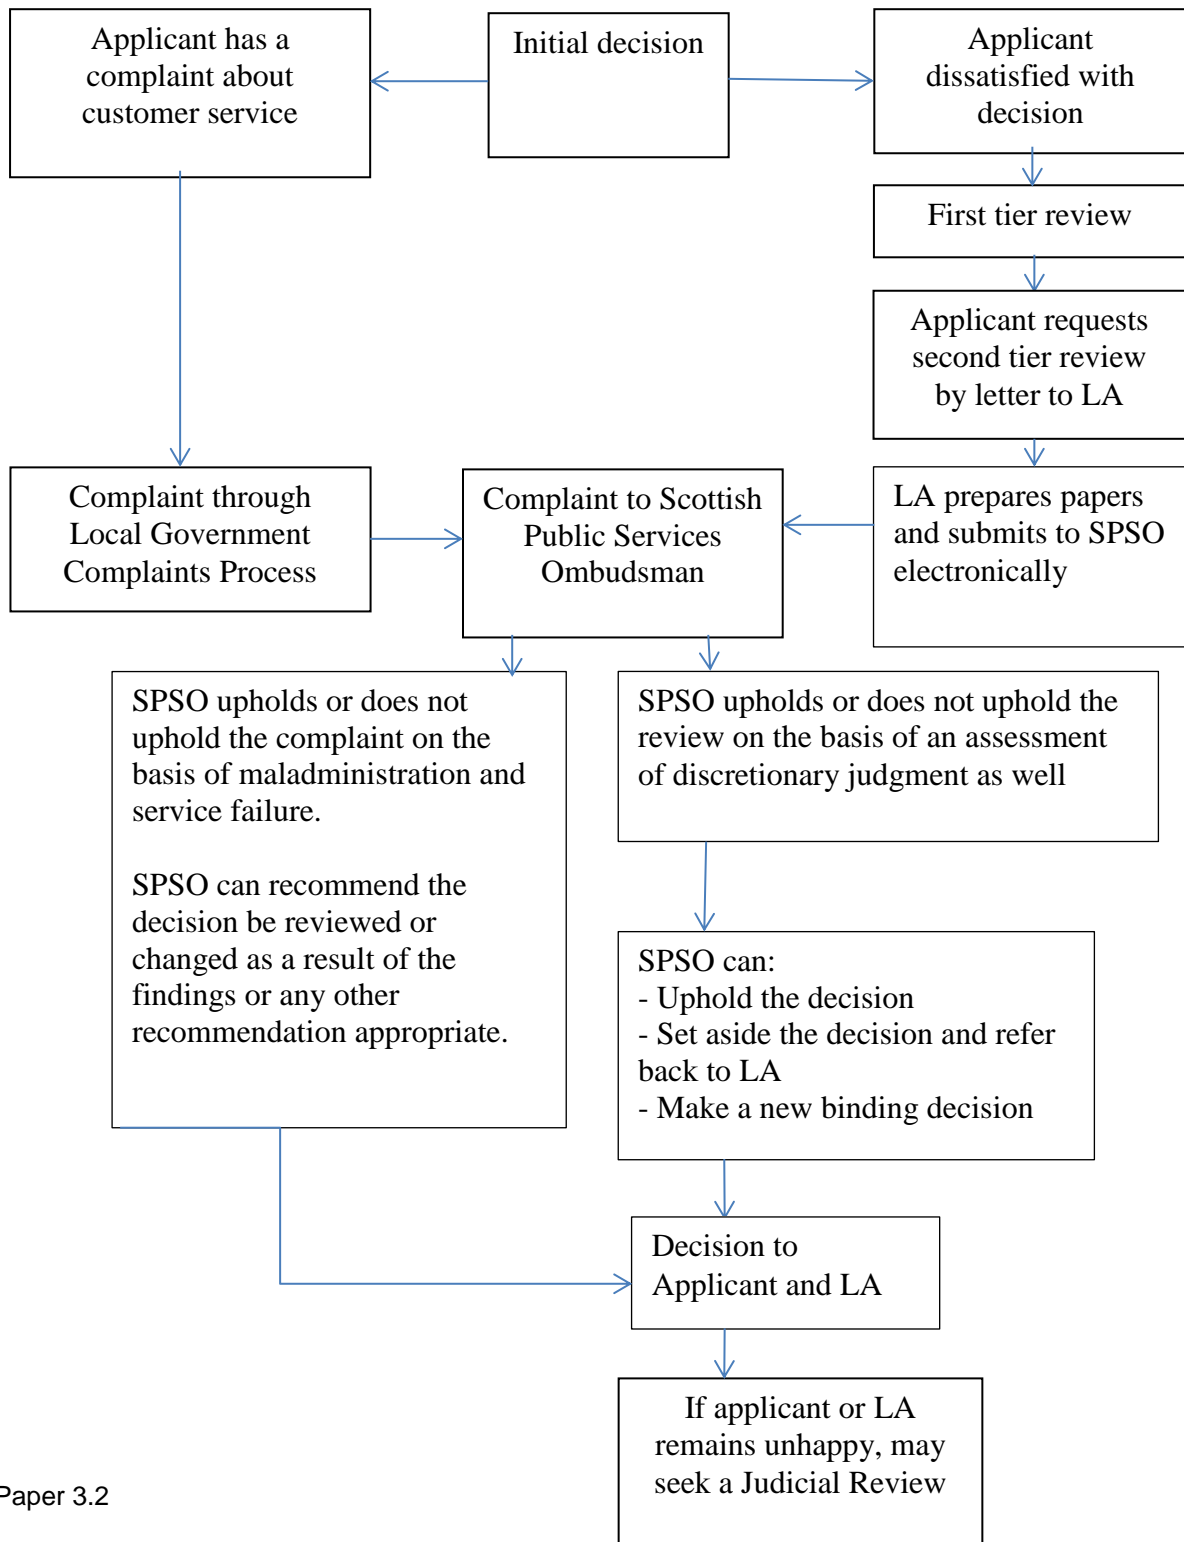 Applicant has a
complaint about
customer service
Initial decision
Applicant
dissatisfied with
decision
First tier review
Applicant requests
second tier review
by letter to LA
Complaint through
Local Government
Complaints Process
Complaint to Scottish
Public Services
Ombudsman
LA prepares papers
and submits to SPSO
electronically
SPSO upholds or does not
uphold the complaint on the
basis of maladministration and
service failure.
SPSO can recommend the
decision be reviewed or
changed as a result of the
findings or any other
recommendation appropriate.
SPSO upholds or does not uphold the
review on the basis of an assessment
of discretionary judgment as well
SPSO can:
- Uphold the decision
- Set aside the decision and refer
back to LA
- Make a new binding decision
Decision to
Applicant and LA
If applicant or LA
remains unhappy, may
seek a Judicial Review
Paper 3.2